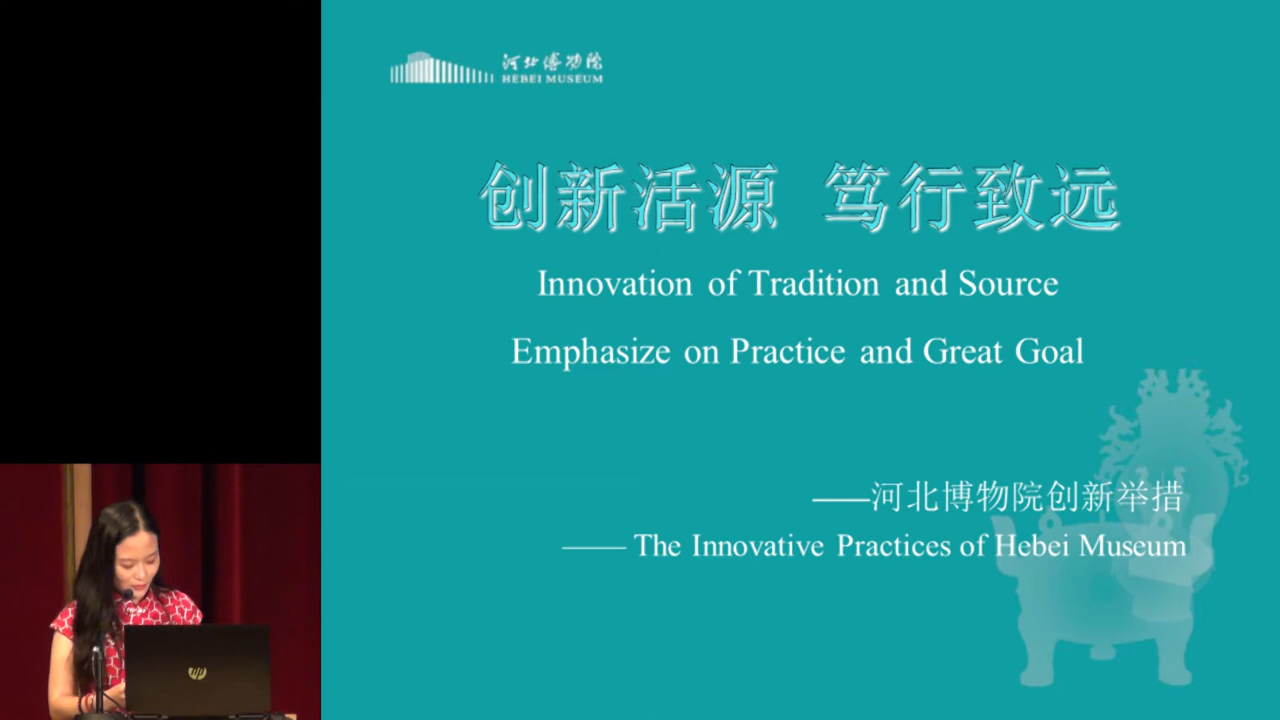 河北博物院
HEBEI MUSEUM
创新活源 笃行致远
Innovation of Tradition and Source
Emphasize on Practice and Great Goal
——河北博物院创新举措
—— The Innovative Practices of Hebei Museum
hp